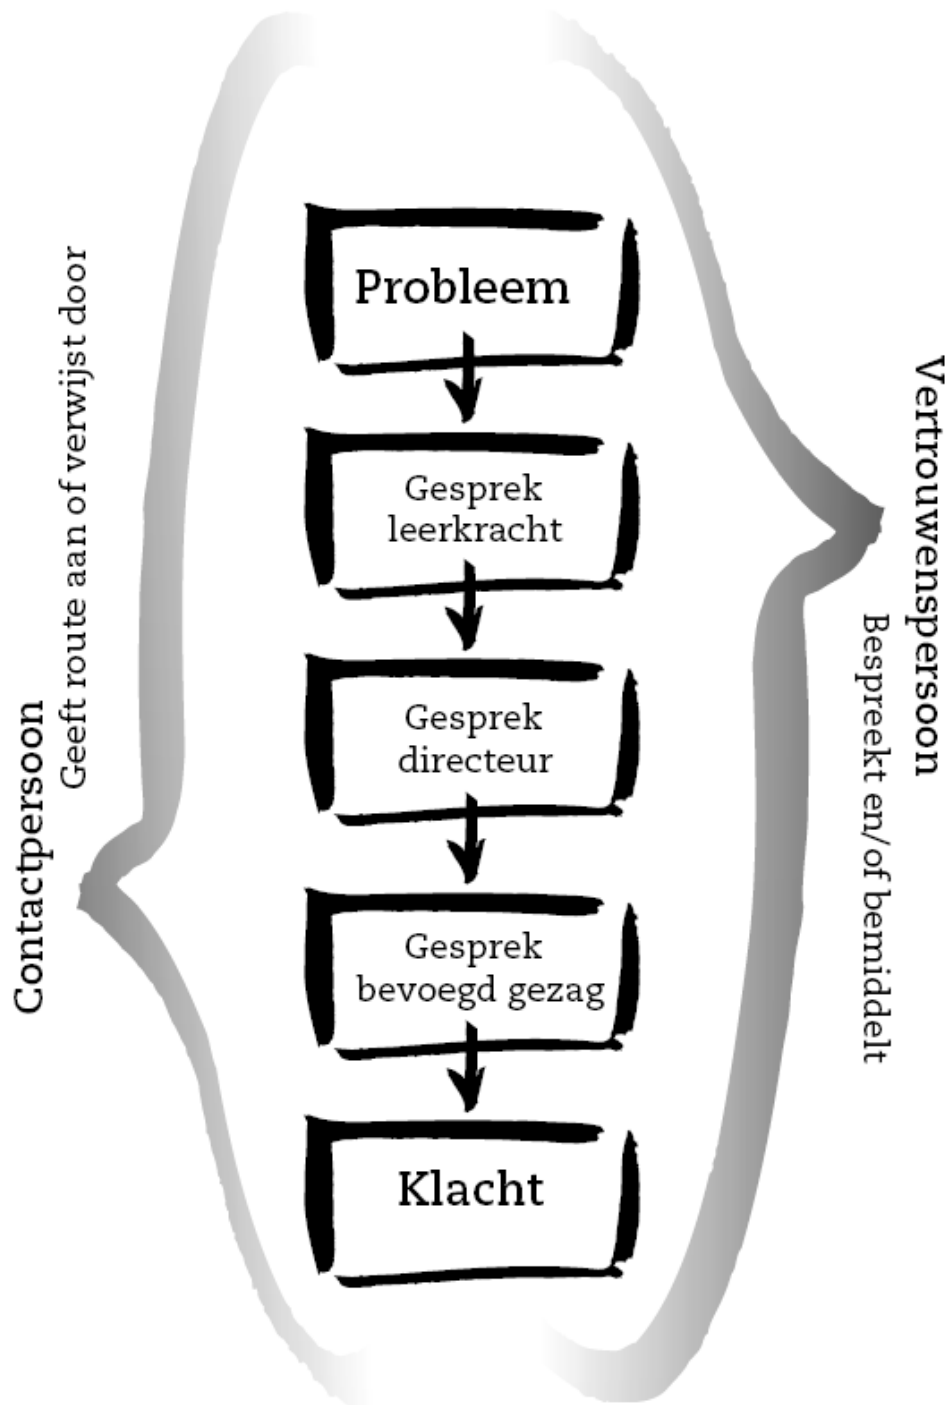 Probleem
Gesprek
leerkracht
Gesprek
directeur
Gesprek
bevoegd gezag
Klacht
Contactpersoon
Geeft route aan of verwijst door
Vertrouwenspersoon
Bespreekt en/of bemiddelt